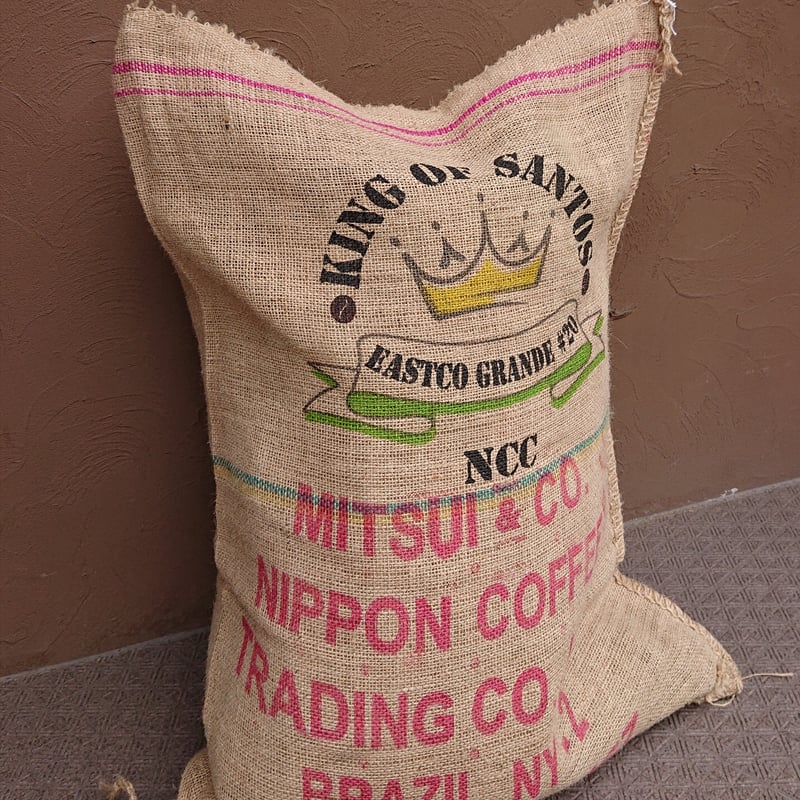 KING OF SANTOS
EASTCO GRANDE #20
NCC
MITSUI & CO.
NIPPON COFFEE
TRADING CO
BRAZIL NY.2